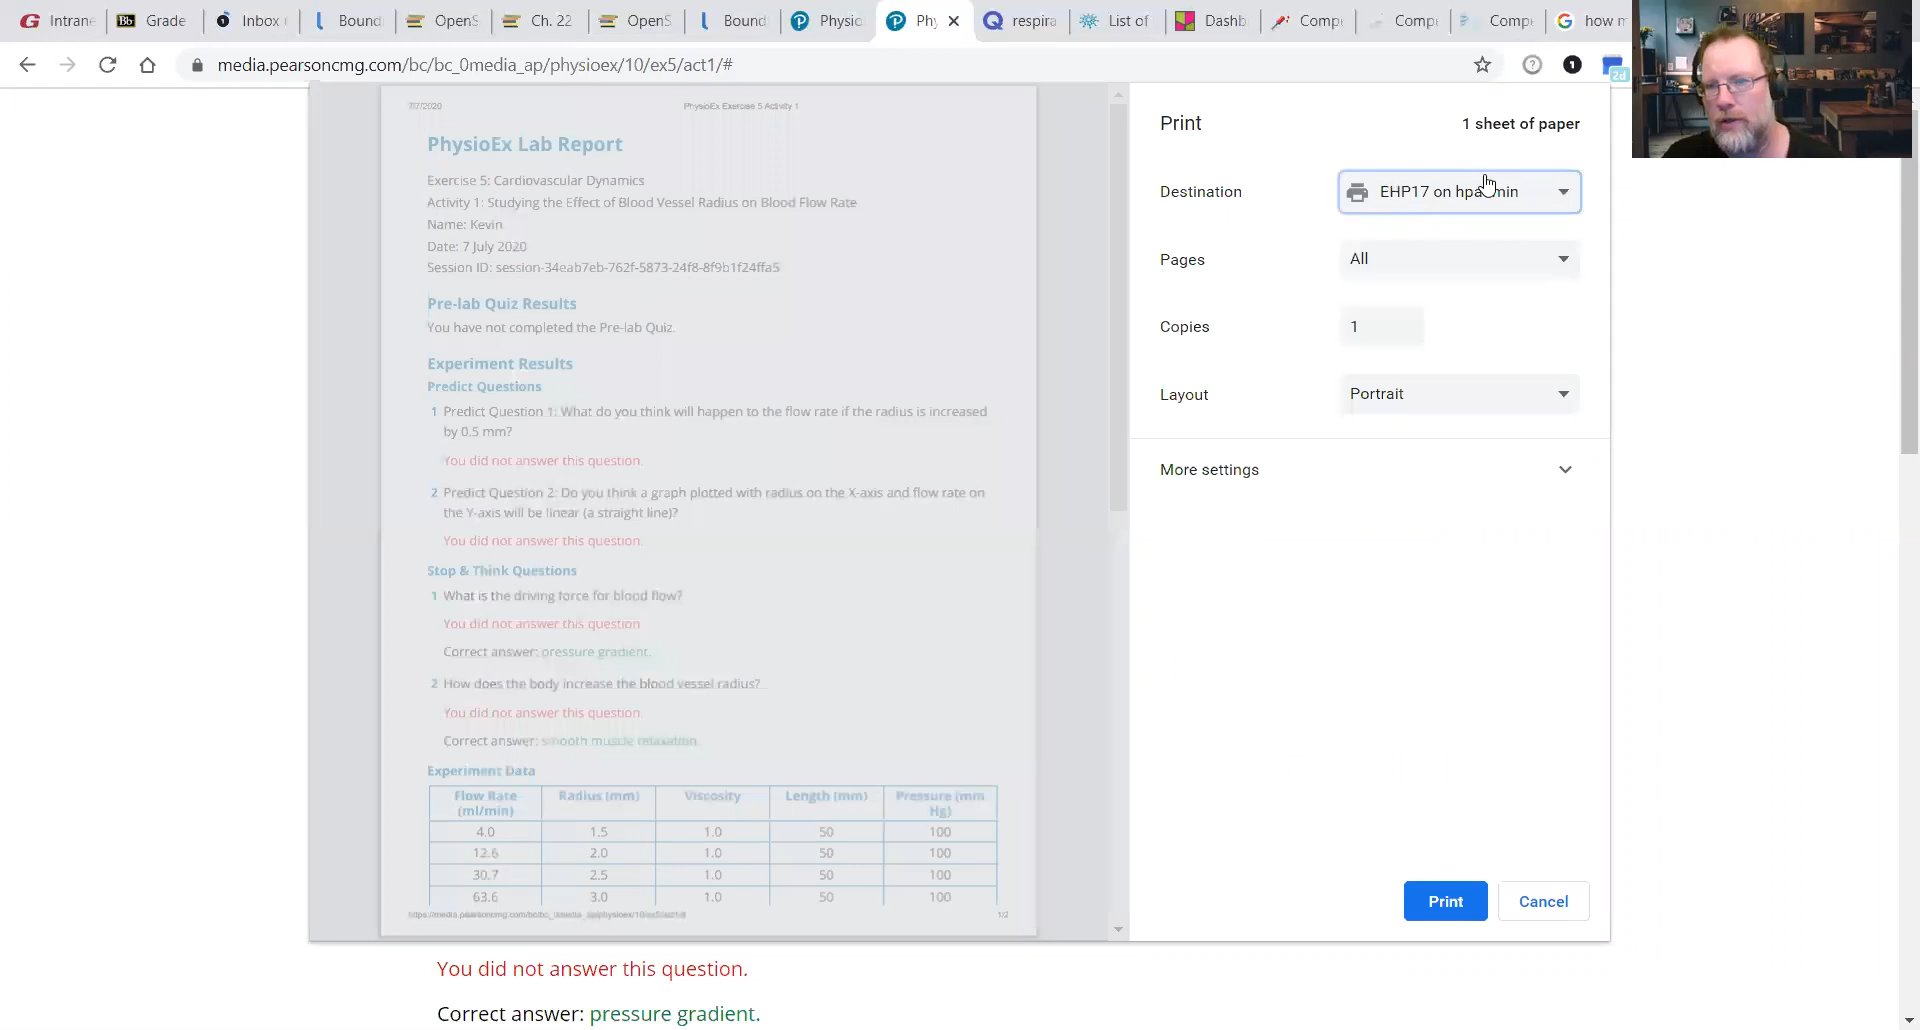 Intrane
Bb Grade
Inbox
Bound
OpenS
Ch. 22
OpenS
Bound
Physio
Phy
respira
List of
Dashb
Compe
Compe
Compe
how m
media.pearsoncmg.com/bc/bc_0media_ap/physioex/10/ex5/act1/#
2d
7/7/2020 PhysioEx Exercise 5 Activity 1
PhysioEx Lab Report
Exercise 5: Cardiovascular Dynamics
Activity 1: Studying the Effect of Blood Vessel Radius on Blood Flow Rate
Name: Kevin
Date: 7 July 2020
Session ID: session-34eab7eb-762f-5873-24f8-8f9b1f24ffa5
Pre-lab Quiz Results
You have not completed the Pre-lab Quiz.
Experiment Results
Predict Questions
1 Predict Question 1: What do you think will happen to the flow rate if the radius is increased
by 0.5 mm?
You did not answer this question.
2 Predict Question 2: Do you think a graph plotted with radius on the X-axis and flow rate on
the Y-axis will be linear (a straight line)?
You did not answer this question.
Stop & Think Questions
1 What is the driving force for blood flow?
You did not answer this question.
Correct answer: pressure gradient.
2 How does the body increase the blood vessel radius?
You did not answer this question.
Correct answer: smooth muscle relaxation.
Experiment Data
Flow Rate (ml/min) Radius (mm) Viscosity Length (mm) Pressure (mm Hg)
4.0 1.5 1.0 50 100
12.6 2.0 1.0 50 100
30.7 2.5 1.0 50 100
63.6 3.0 1.0 50 100
1/2
Print 1 sheet of paper
Destination EHP17 on
Pages All
Copies 1
Layout Portrait
More settings
Print Cancel
You did not answer this question.
Correct answer: pressure gradient.